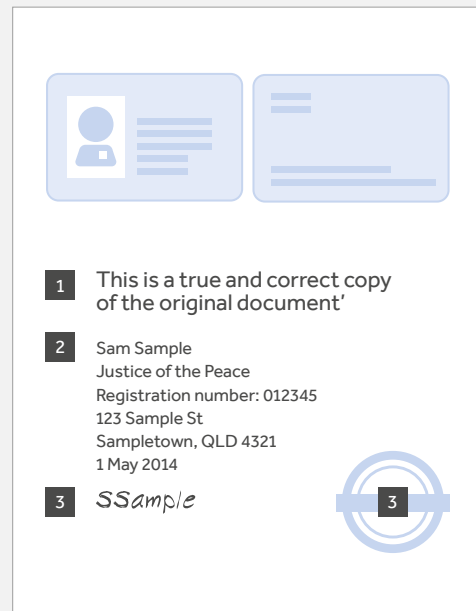 1 This is a true and correct copy
of the original document’
2 Sam Sample
Justice of the Peace
Registration number: 012345
123 Sample St
Sampletown, QLD 4321
1 May 2014
3 SSample 3